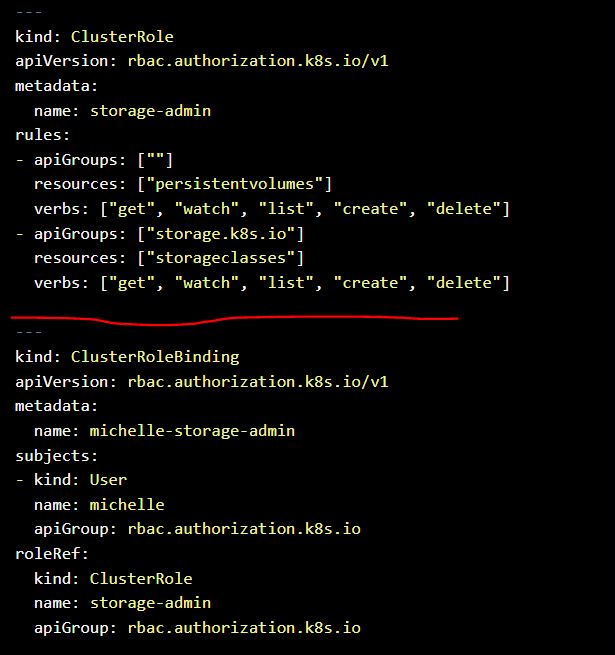 ---
kind: ClusterRole
apiVersion: rbac.authorization.k8s.io/v1
metadata:
  name: storage-admin
rules:
- apiGroups: [""]
  resources: ["persistentvolumes"]
  verbs: ["get", "watch", "list", "create", "delete"]
- apiGroups: ["storage.k8s.io"]
  resources: ["storageclasses"]
  verbs: ["get", "watch", "list", "create", "delete"]
---
kind: ClusterRoleBinding
apiVersion: rbac.authorization.k8s.io/v1
metadata:
  name: michelle-storage-admin
subjects:
- kind: User
  name: michelle
  apiGroup: rbac.authorization.k8s.io
roleRef:
  kind: ClusterRole
  name: storage-admin
  apiGroup: rbac.authorization.k8s.io